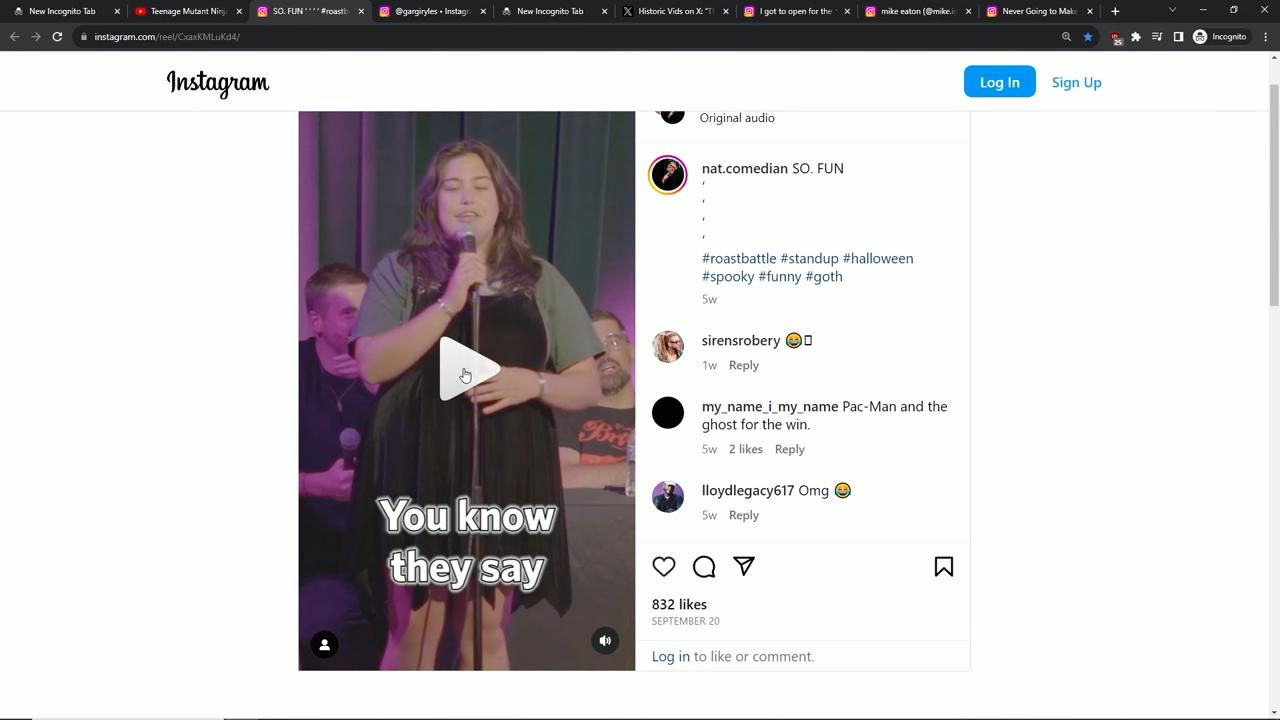 New Incognito Tab
Teenage Mutant Ninj
SO. FUN ' ' ' ' #roastb
@gargiryles • Instagr
New Incognito Tab
Historic Vids on X: "T
I got to open for the
mike eaton (@mike.is
Never Going to Make
instagram.com/reel/CxaxKMLuKd4/
25
Incognito
Instagram
Log In
Sign Up
Original audio
nat.comedian SO. FUN
,
,
,
,
#roastbattle #standup #halloween
#spooky #funny #goth
5w
sirensrobery 😂
1w Reply
my_name_i_my_name Pac-Man and the
ghost for the win.
5w 2 likes Reply
lloydlegacy617 Omg 😂
5w Reply
You know
they say
832 likes
SEPTEMBER 20
Log in to like or comment.